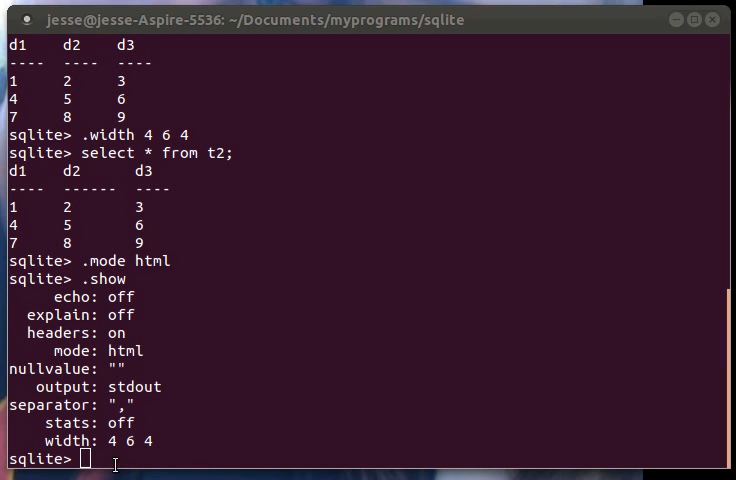 jesse@jesse-Aspire-5536: ~/Documents/myprograms/sqlite
d1    d2    d3
----  ----  ----
1     2     3
4     5     6
7     8     9
sqlite> .width 4 6 4
sqlite> select * from t2;
d1    d2      d3
----  ------  ----
1     2       3
4     5       6
7     8       9
sqlite> .mode html
sqlite> .show
     echo: off
  explain: off
  headers: on
     mode: html
nullvalue: ""
   output: stdout
separator: ","
    stats: off
    width: 4 6 4
sqlite>